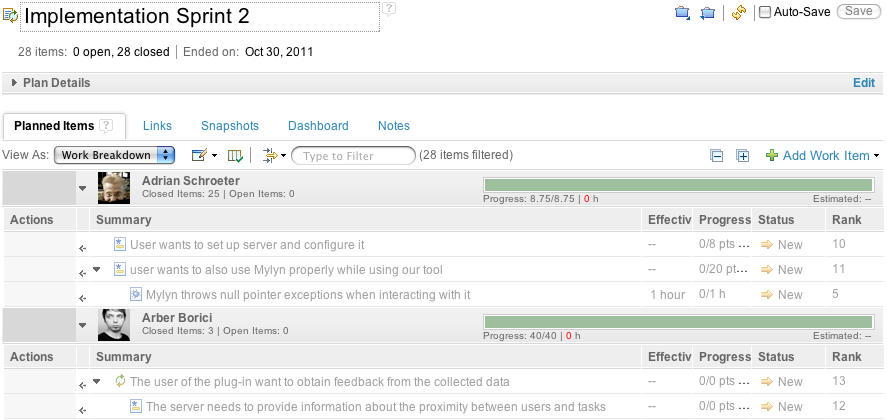 Implementation Sprint 2 ?
Auto-Save Save
28 items: 0 open, 28 closed Ended on: Oct 30, 2011
Plan Details Edit
Planned Items ? Links Snapshots Dashboard Notes
View As: Work Breakdown Type to Filter (28 items filtered) Add Work Item
Adrian Schroeter
Closed Items: 25 | Open Items: 0 Progress: 8.75/8.75 | 0 h Estimated: --
Actions Summary Effectiv Progress Status Rank
User wants to set up server and configure it -- 0/8 pts ... New 10
user wants to also use Mylyn properly while using our tool -- 0/20 pt... New 11
Mylyn throws null pointer exceptions when interacting with it 1 hour 0/1 h New 5
Arber Borici
Closed Items: 3 | Open Items: 0 Progress: 40/40 | 0 h Estimated: --
Actions Summary Effectiv Progress Status Rank
The user of the plug-in want to obtain feedback from the collected data -- 0/0 pts ... New 13
The server needs to provide information about the proximity between users and tasks -- 0/0 pts ... New 12